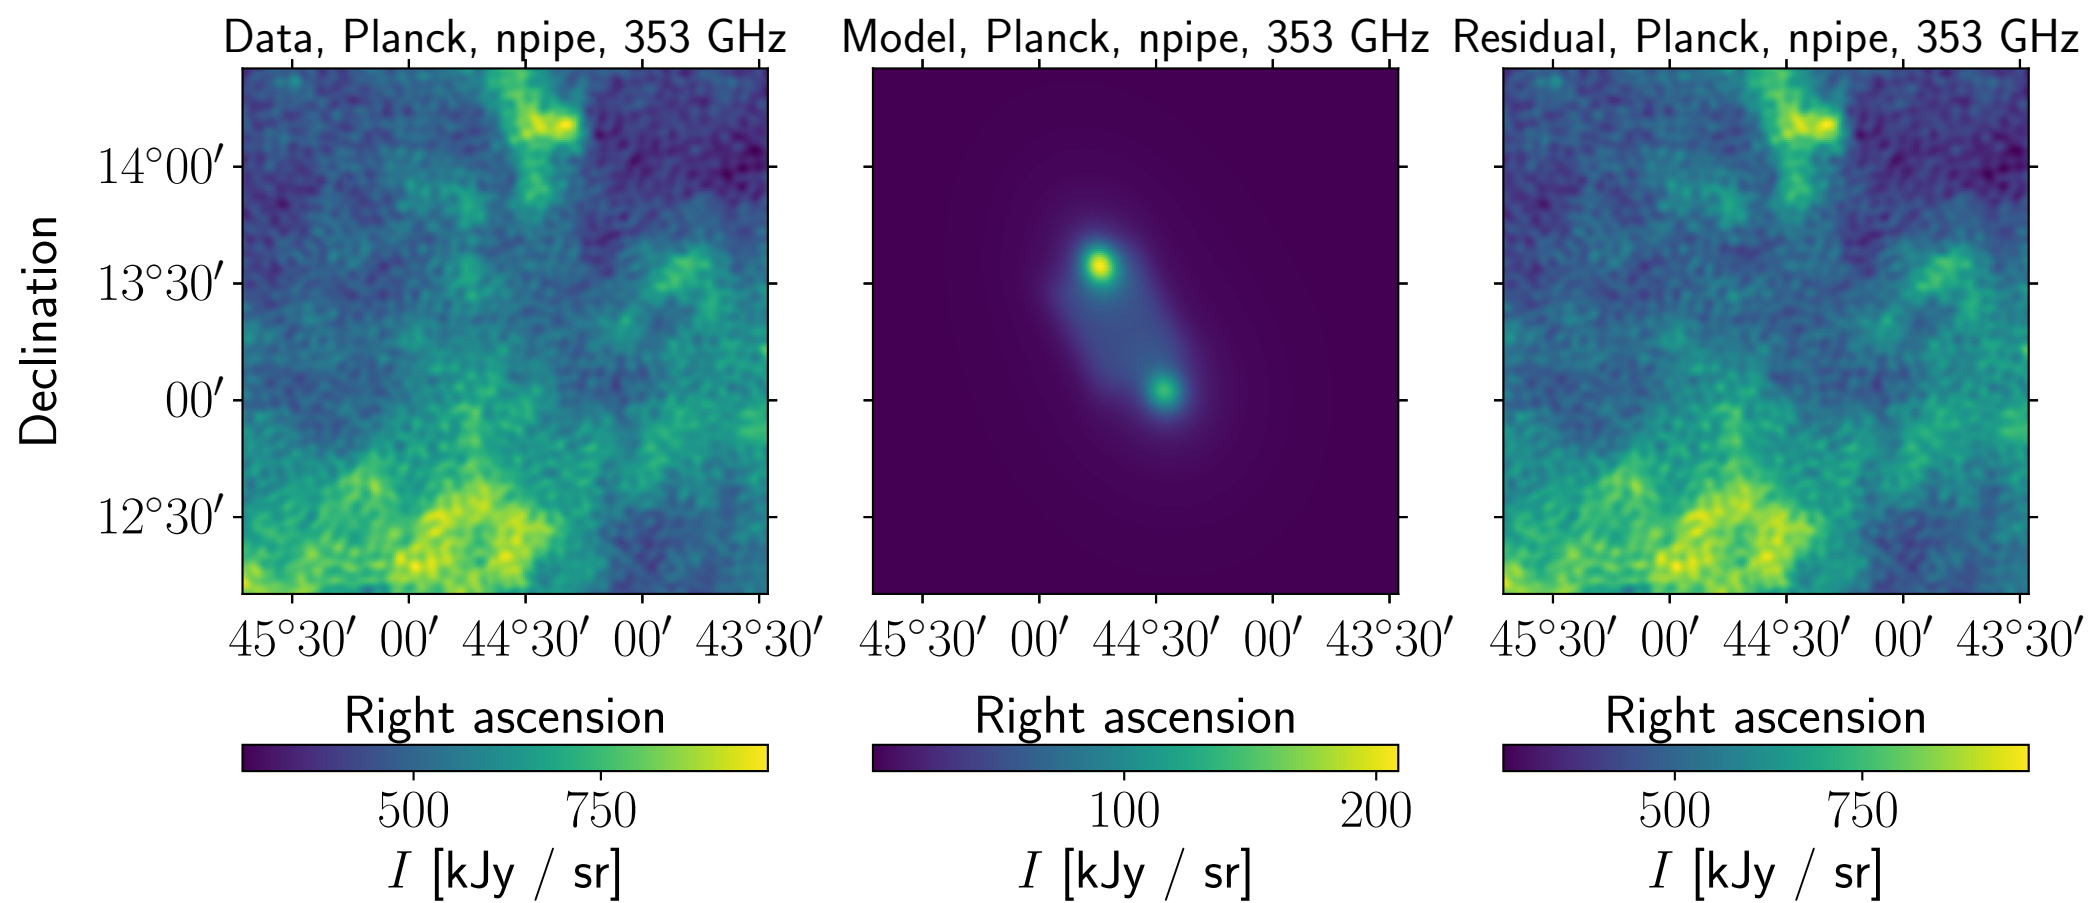 Data, Planck, npipe, 353 GHz
Model, Planck, npipe, 353 GHz
Residual, Planck, npipe, 353 GHz
Declination
14°00′
13°30′
00′
12°30′
45°30′ 00′ 44°30′ 00′ 43°30′
45°30′ 00′ 44°30′ 00′ 43°30′
45°30′ 00′ 44°30′ 00′ 43°30′
Right ascension
Right ascension
Right ascension
500 750
100 200
500 750
I [kJy / sr]
I [kJy / sr]
I [kJy / sr]